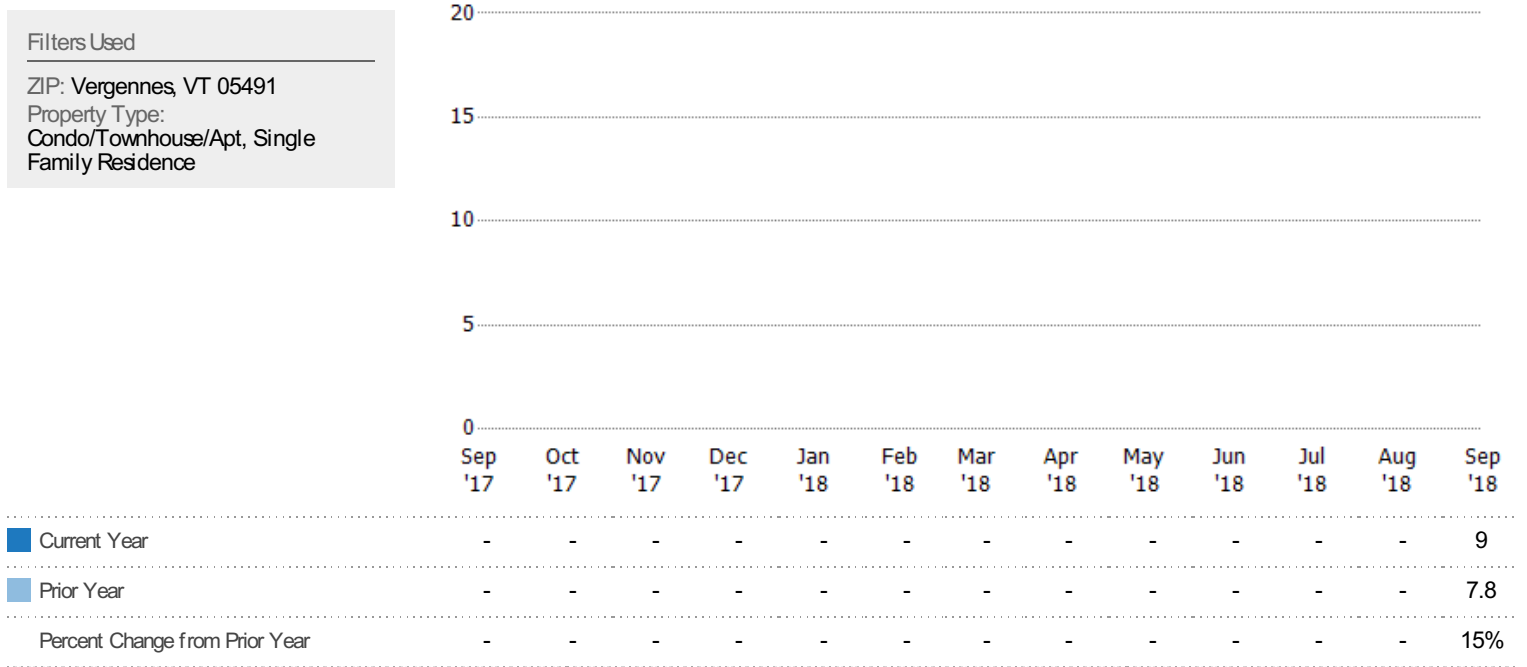 Filters Used
ZIP: Vergennes, VT 05491
Property Type:
Condo/Townhouse/Apt, Single
Family Residence
20
15
10
5
0
Sep Oct Nov Dec Jan Feb Mar Apr May Jun Jul Aug Sep
'17 '17 '17 '17 '18 '18 '18 '18 '18 '18 '18 '18 '18
Current Year - - - - - - - - - - - - 9
Prior Year - - - - - - - - - - - - 7.8
Percent Change from Prior Year - - - - - - - - - - - - 15%